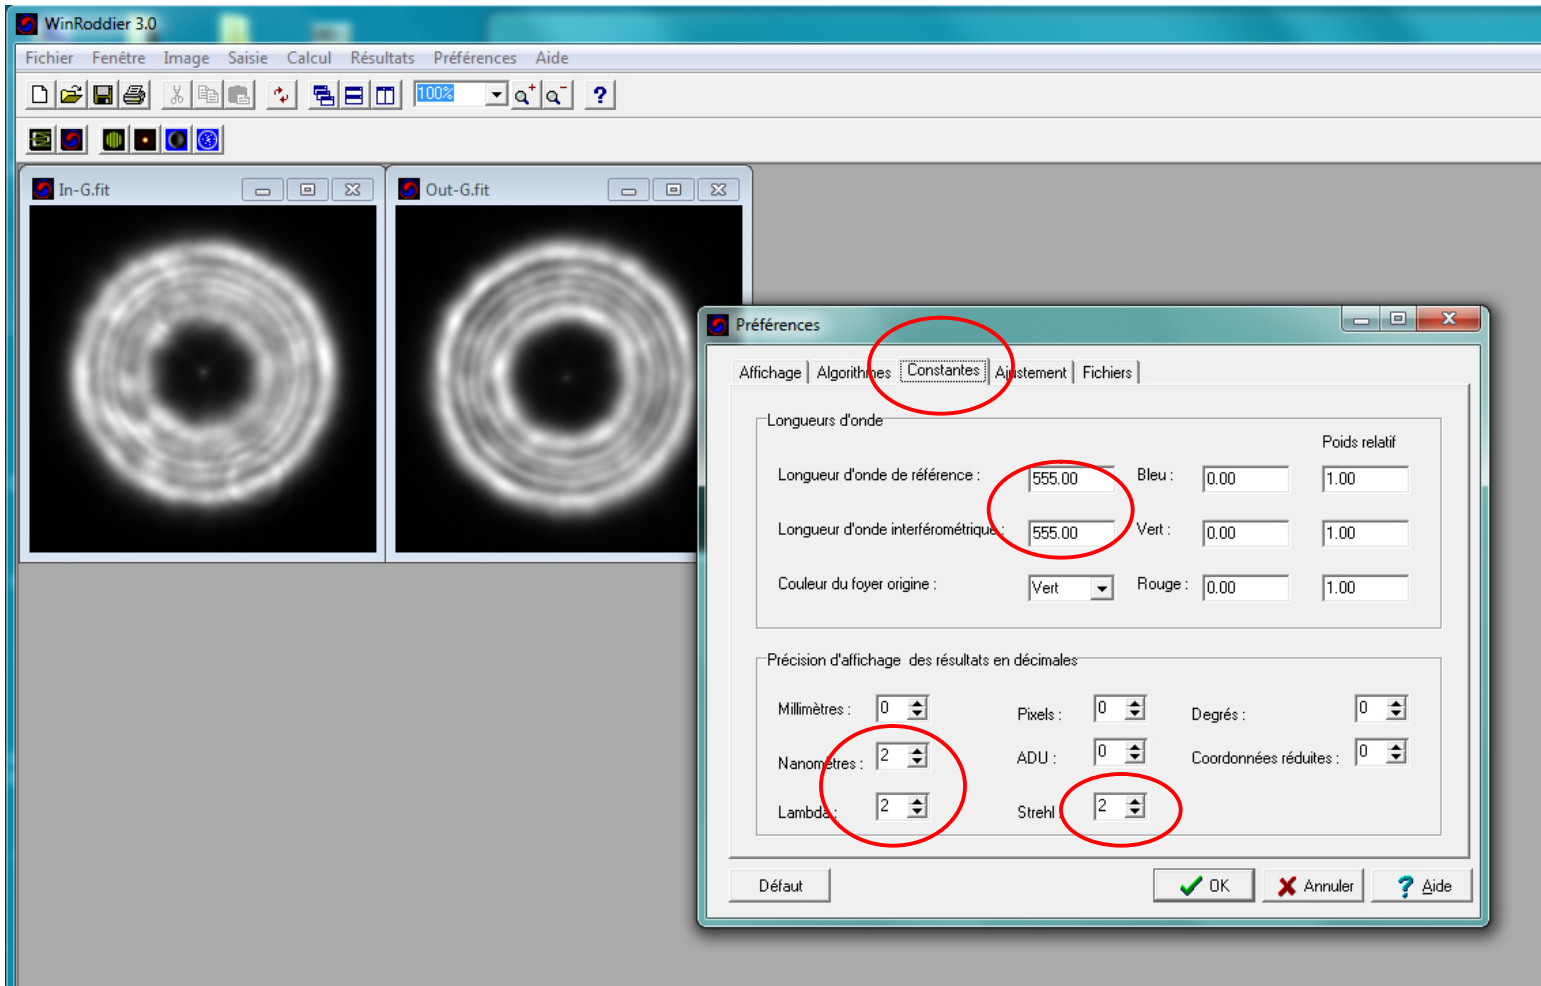 WinRoddier 3.0
Fichier Fenêtre Image Saisie Calcul Résultats Préférences Aide
100%
In-G.fit
Out-G.fit
Préférences
Affichage Algorithmes Constantes Ajustement Fichiers
Longueurs d'onde
Poids relatif
Longueur d'onde de référence : 555.00 Bleu : 0.00 1.00
Longueur d'onde interférométrique : 555.00 Vert : 0.00 1.00
Couleur du foyer origine : Vert Rouge : 0.00 1.00
Précision d'affichage des résultats en décimales
Millimètres : 0 Pixels : 0 Degrés : 0
Nanomètres : 2 ADU : 0 Coordonnées réduites : 0
Lambda : 2 Strehl : 2
Défaut OK Annuler ? Aide